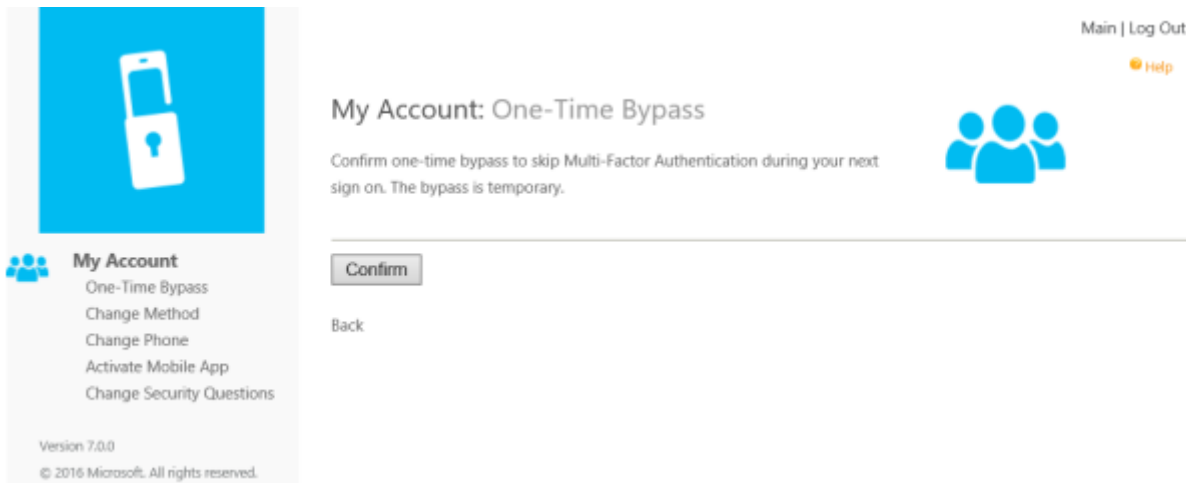 Main | Log Out
Help
My Account: One-Time Bypass
Confirm one-time bypass to skip Multi-Factor Authentication during your next
sign on. The bypass is temporary.
Confirm
Back
My Account
One-Time Bypass
Change Method
Change Phone
Activate Mobile App
Change Security Questions
Version 7.0.0
© 2016 Microsoft. All rights reserved.